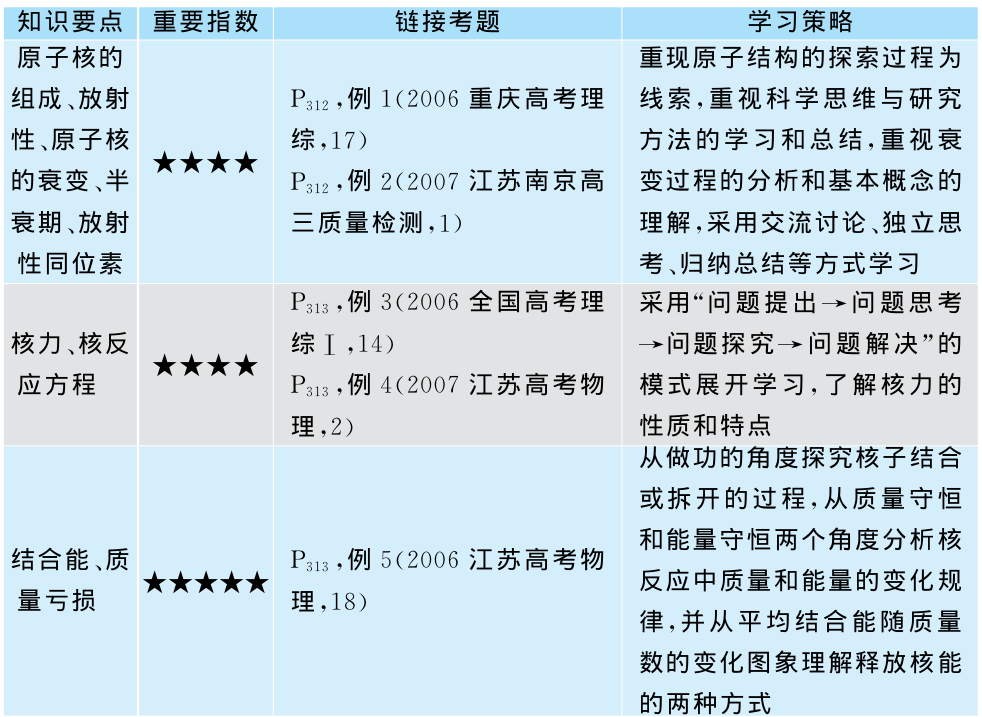 知识要点 重要指数 链接考题 学习策略
原子核的
组成、放射
性、原子核
的衰变、半
衰期、放射
性同位素
★★★★
P312,例 1(2006 重庆高考理
综,17)
P312,例 2(2007 江苏南京高
三质量检测,1)
重现原子结构的探索过程为
线索,重视科学思维与研究
方法的学习和总结,重视衰
变过程的分析和基本概念的
理解,采用交流讨论、独立思
考、归纳总结等方式学习
核力、核反
应方程
★★★★
P313,例 3(2006 全国高考理
综Ⅰ,14)
P313,例 4(2007 江苏高考物
理,2)
采用“问题提出→问题思考
→问题探究→问题解决”的
模式展开学习,了解核力的
性质和特点
结合能、质
量亏损
★★★★★
P313,例 5(2006 江苏高考物
理,18)
从做功的角度探究核子结合
或拆开的过程,从质量守恒
和能量守恒两个角度分析核
反应中质量和能量的变化规
律,并从平均结合能随质量
数的变化图象理解释放核能
的两种方式